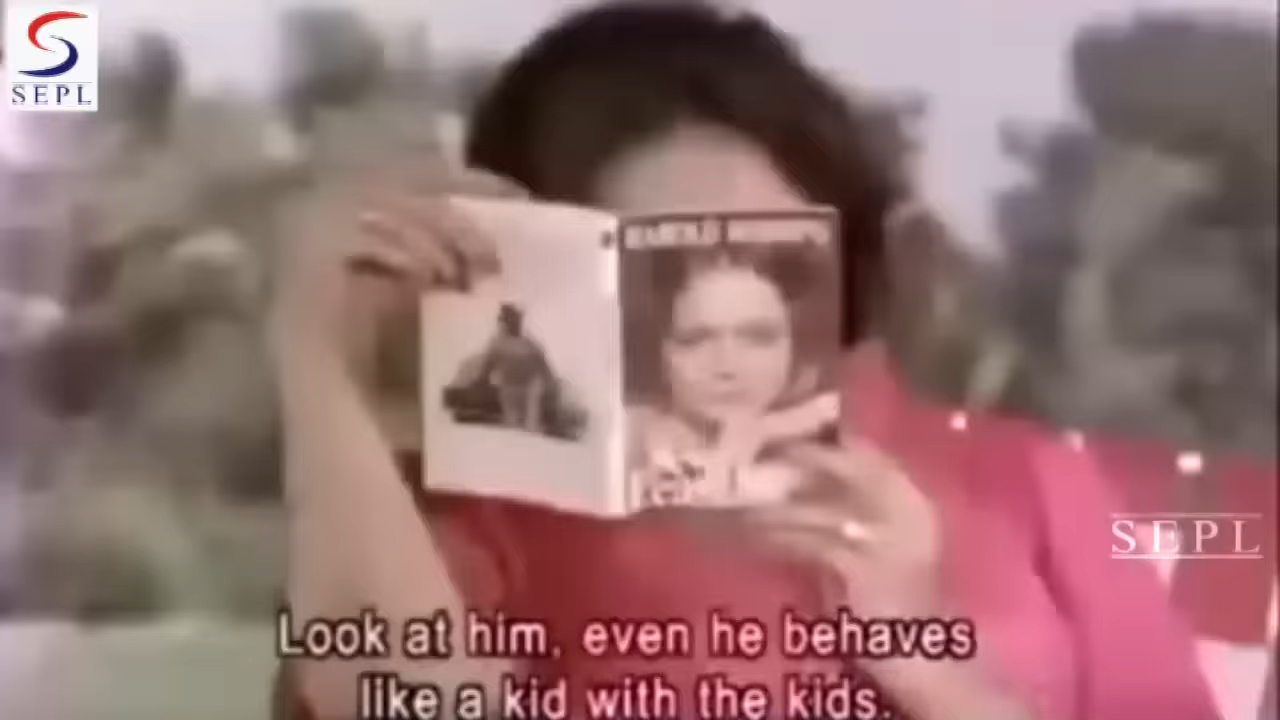 SEPL
HAROLD ROBBINS
SEPL
Look at him, even he behaves
like a kid with the kids.